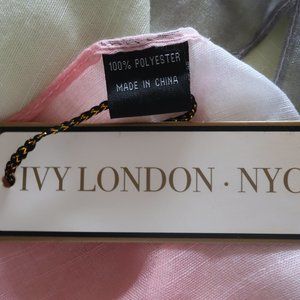 100% POLYESTER
MADE IN CHINA
IVY LONDON · NYC